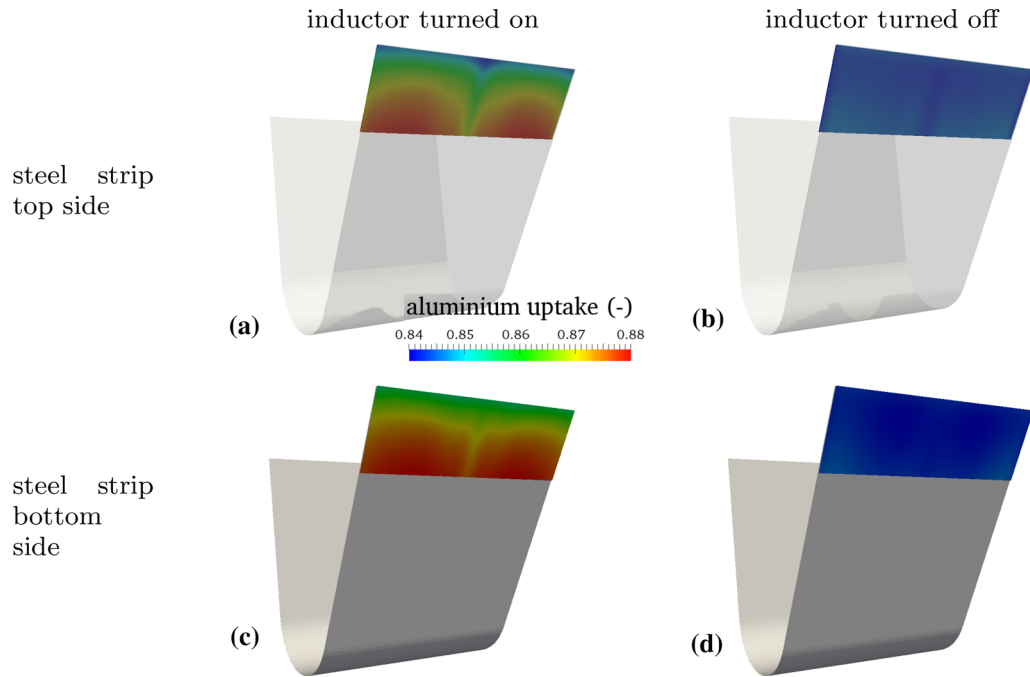 inductor turned on
inductor turned off
steel strip
top side
(a)
(b)
aluminium uptake (-)
0.84 0.85 0.86 0.87 0.88
steel strip
bottom
side
(c)
(d)